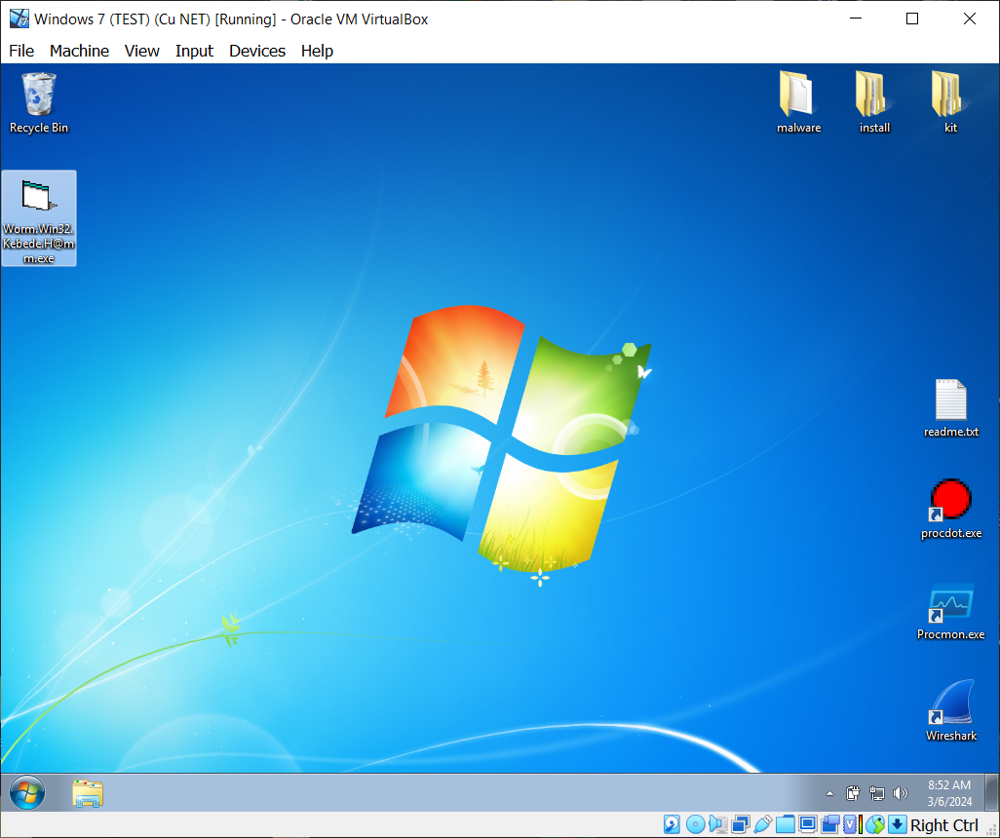 Windows 7 (TEST) (Cu NET) [Running] - Oracle VM VirtualBox
File Machine View Input Devices Help
Recycle Bin
malware
install
kit
Worm.Win32.
Kebede.H@m
m.exe
readme.txt
procdot.exe
Procmon.exe
Wireshark
8:52 AM
3/6/2024
Right Ctrl